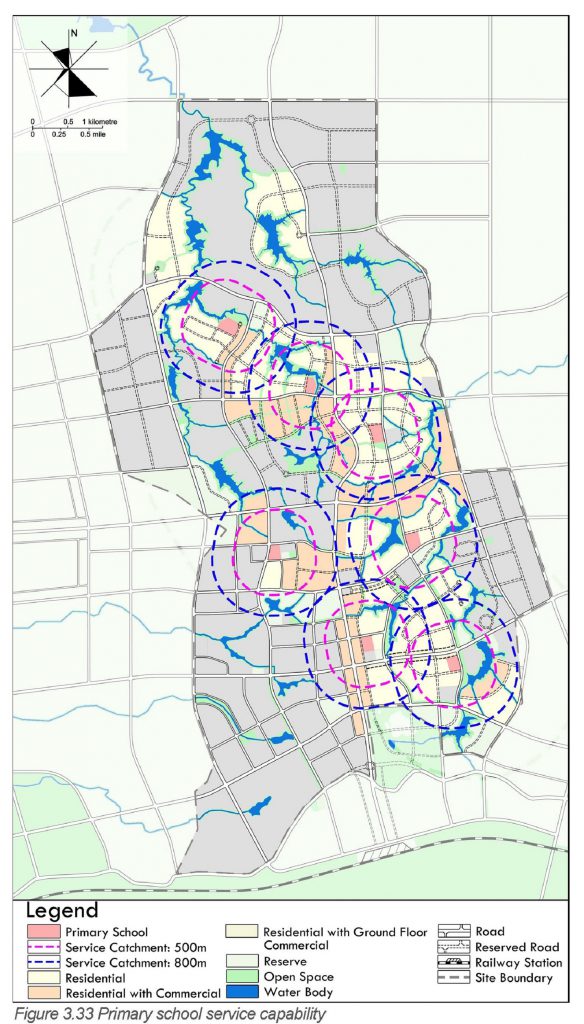 N
0 0.5 1 kilometre
0 0.25 0.5 mile
Legend
Primary School
Service Catchment: 500m
Service Catchment: 800m
Residential
Residential with Commercial
Residential with Ground Floor
Commercial
Reserve
Open Space
Water Body
Road
Reserved Road
Railway Station
Site Boundary
Figure 3.33 Primary school service capability